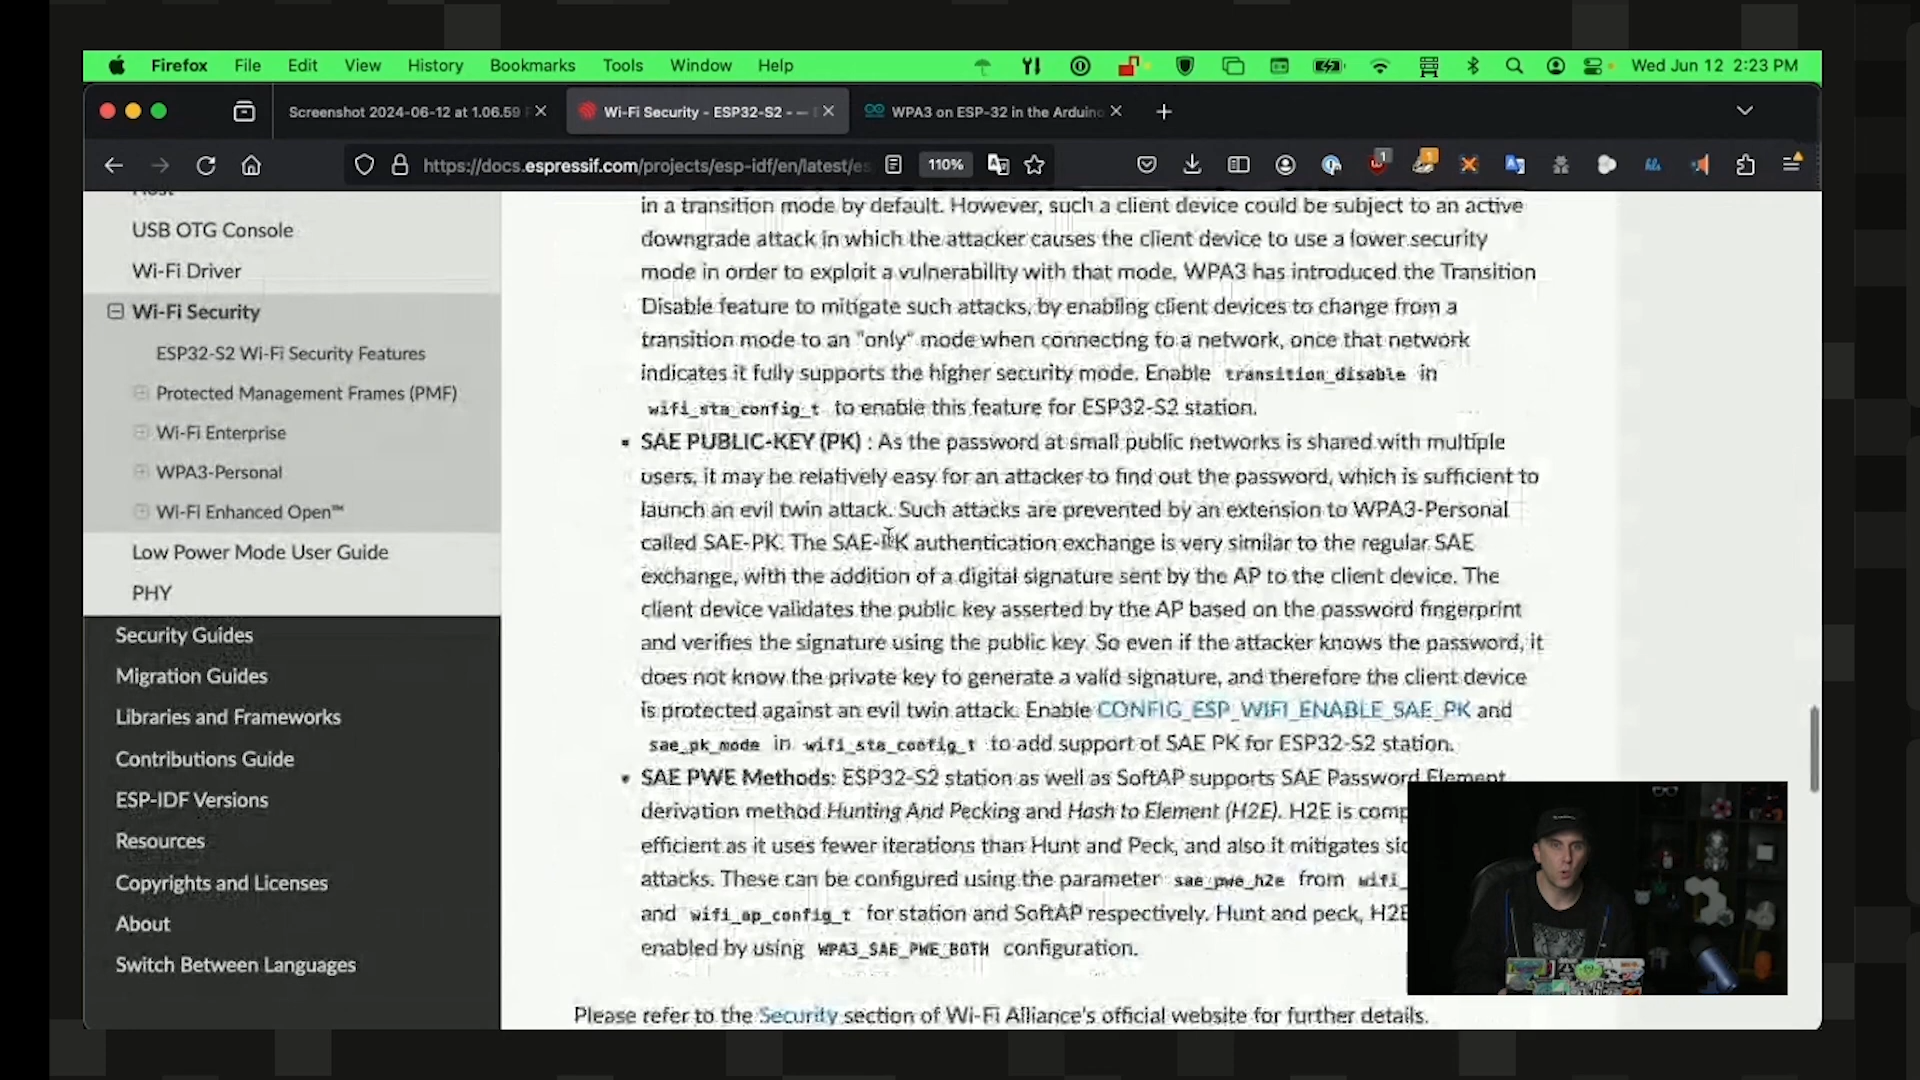 Firefox File Edit View History Bookmarks Tools Window Help Wed Jun 12 2:23 PM
Screenshot 2024-06-12 at 1.06.59 Wi-Fi Security - ESP32-S2 - — WPA3 on ESP-32 in the Arduino
https://docs.espressif.com/projects/esp-idf/en/latest/es 110% 1 1
Host
USB OTG Console
Wi-Fi Driver
Wi-Fi Security
ESP32-S2 Wi-Fi Security Features
Protected Management Frames (PMF)
Wi-Fi Enterprise
WPA3-Personal
Wi-Fi Enhanced Open™
Low Power Mode User Guide
PHY
Security Guides
Migration Guides
Libraries and Frameworks
Contributions Guide
ESP-IDF Versions
Resources
Copyrights and Licenses
About
Switch Between Languages
in a transition mode by default. However, such a client device could be subject to an active
downgrade attack in which the attacker causes the client device to use a lower security
mode in order to exploit a vulnerability with that mode. WPA3 has introduced the Transition
Disable feature to mitigate such attacks, by enabling client devices to change from a
transition mode to an "only" mode when connecting to a network, once that network
indicates it fully supports the higher security mode. Enable transition_disable in
wifi_sta_config_t to enable this feature for ESP32-S2 station.
SAE PUBLIC-KEY (PK) : As the password at small public networks is shared with multiple
users, it may be relatively easy for an attacker to find out the password, which is sufficient to
launch an evil twin attack. Such attacks are prevented by an extension to WPA3-Personal
called SAE-PK. The SAE-PK authentication exchange is very similar to the regular SAE
exchange, with the addition of a digital signature sent by the AP to the client device. The
client device validates the public key asserted by the AP based on the password fingerprint
and verifies the signature using the public key. So even if the attacker knows the password, it
does not know the private key to generate a valid signature, and therefore the client device
is protected against an evil twin attack. Enable CONFIG_ESP_WIFI_ENABLE_SAE_PK and
sae_pk_mode in wifi_sta_config_t to add support of SAE PK for ESP32-S2 station.
SAE PWE Methods: ESP32-S2 station as well as SoftAP supports SAE Password Element
derivation method Hunting And Pecking and Hash to Element (H2E). H2E is comp
efficient as it uses fewer iterations than Hunt and Peck, and also it mitigates sid
attacks. These can be configured using the parameter sae_pwe_h2e from wifi_
and wifi_ap_config_t for station and SoftAP respectively. Hunt and peck, H2E
enabled by using WPA3_SAE_PWE_BOTH configuration.
Please refer to the Security section of Wi-Fi Alliance's official website for further details.